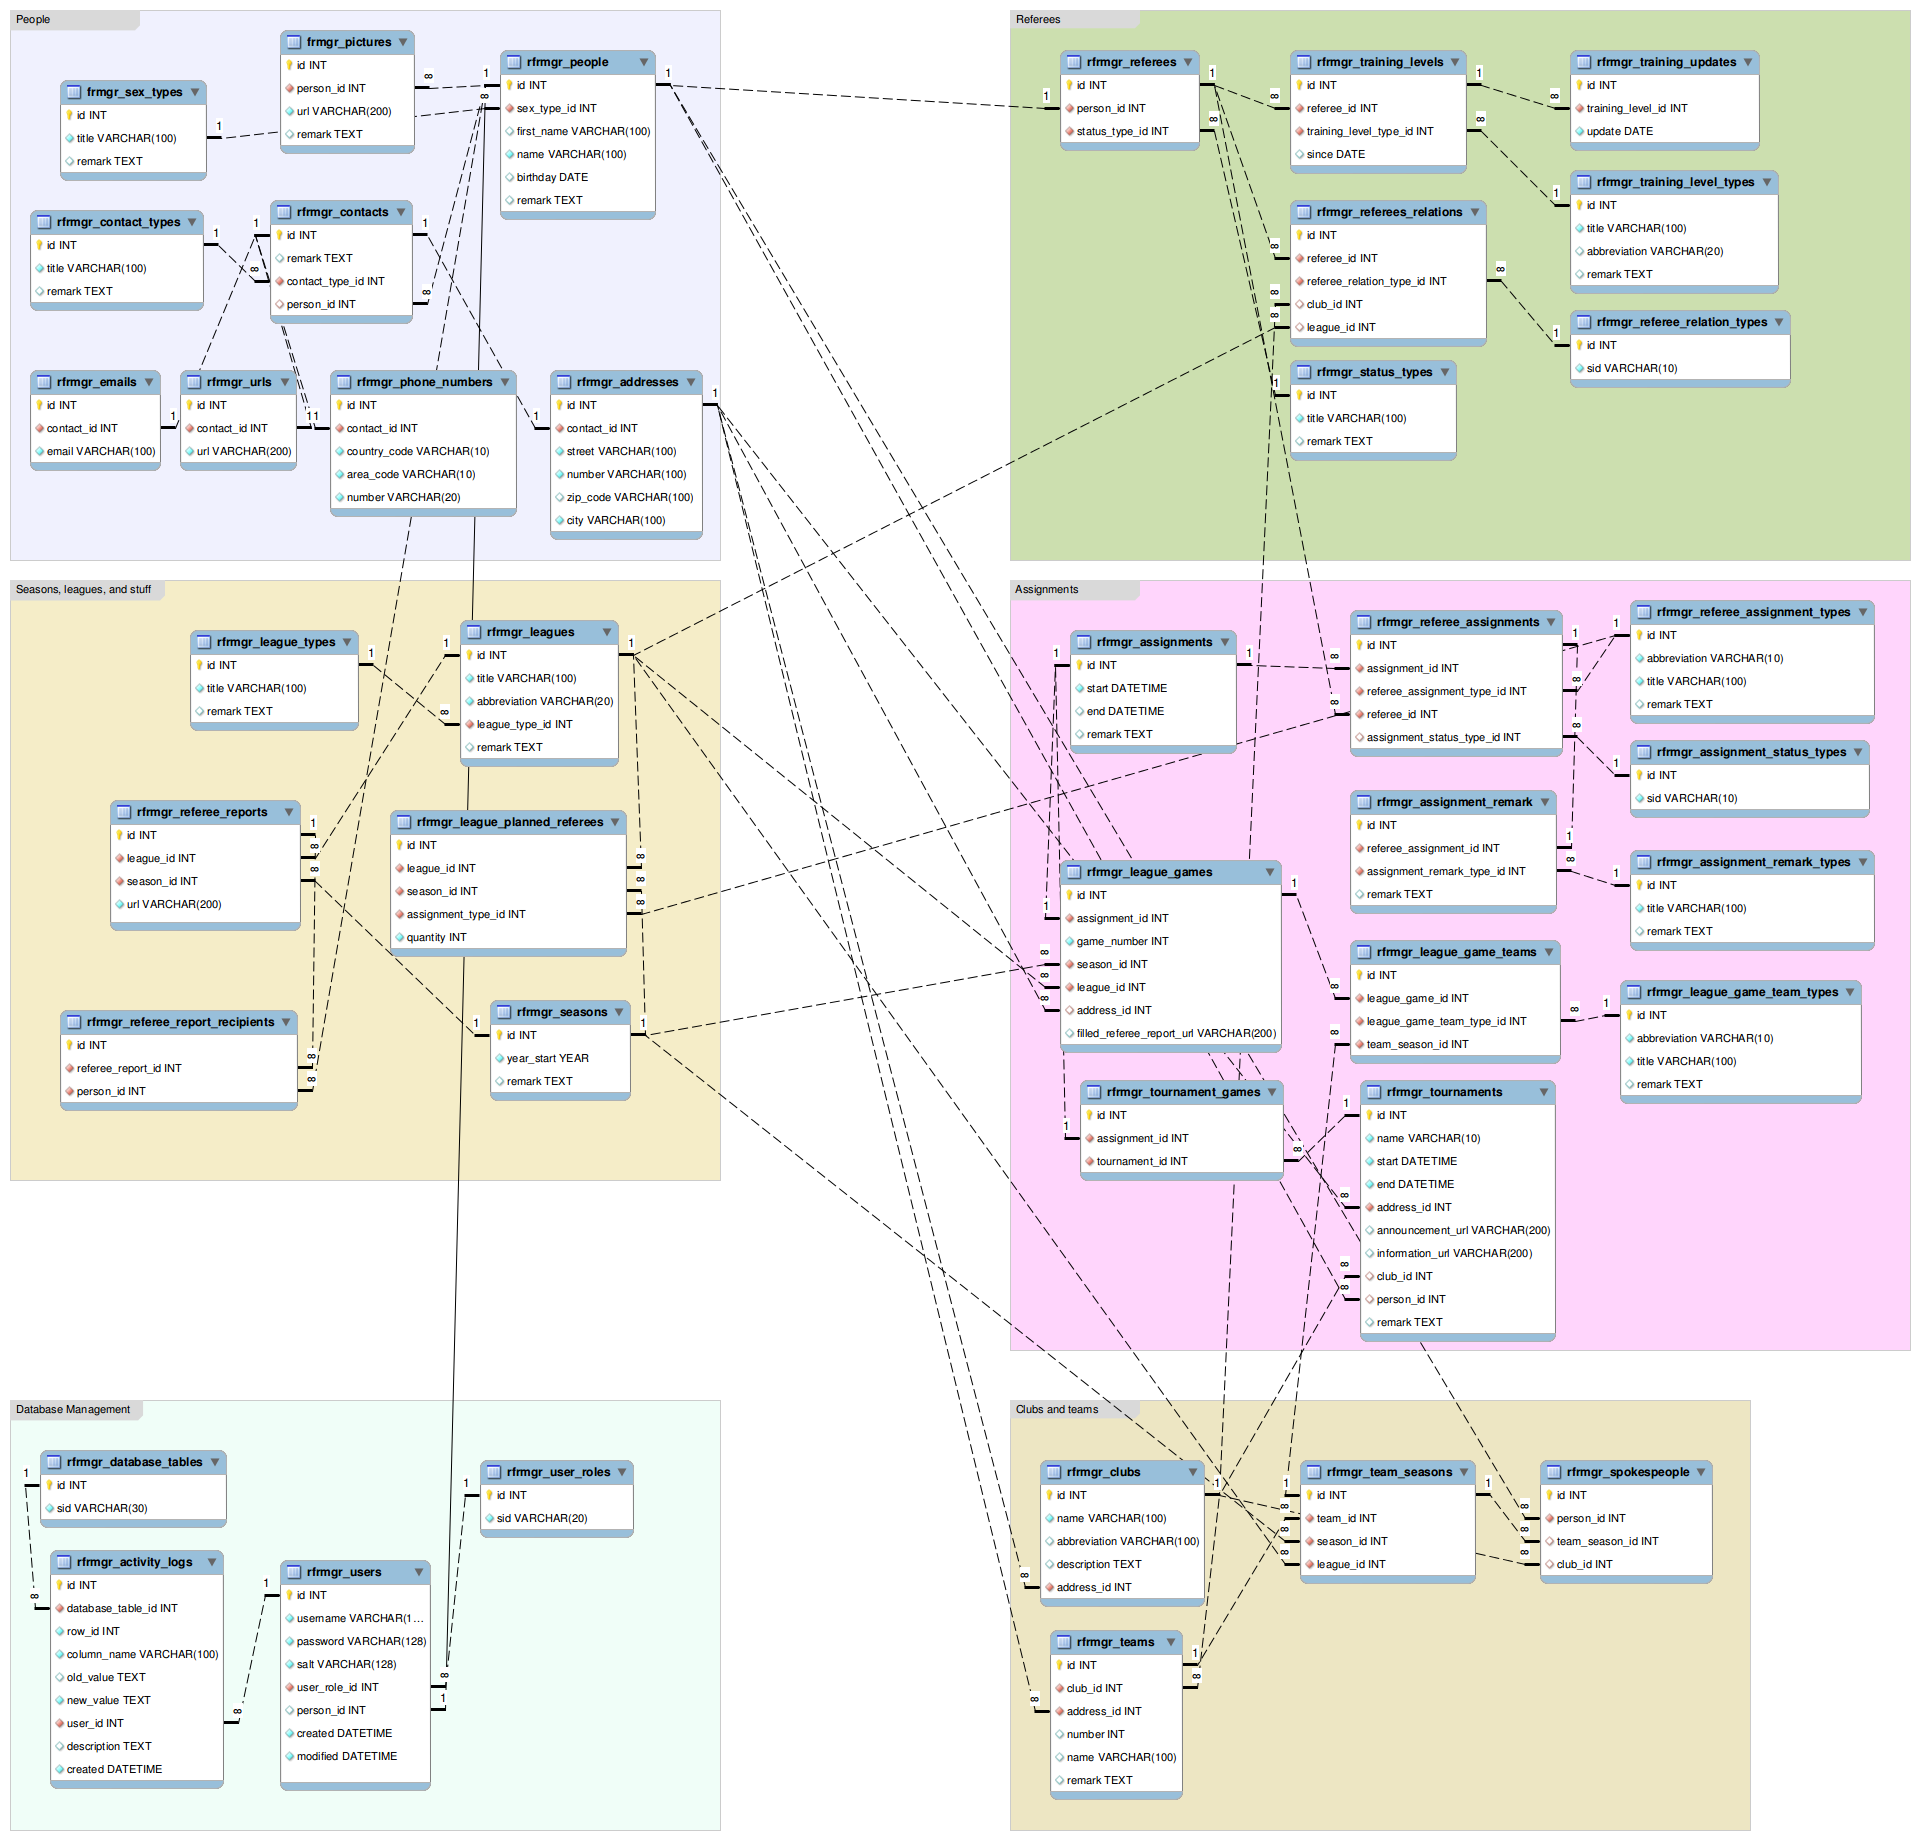 People
frmgr_pictures
id INT
person_id INT
url VARCHAR(200)
remark TEXT
rfrmgr_people
id INT
sex_type_id INT
first_name VARCHAR(100)
name VARCHAR(100)
birthday DATE
remark TEXT
frmgr_sex_types
id INT
title VARCHAR(100)
remark TEXT
rfrmgr_contact_types
id INT
title VARCHAR(100)
remark TEXT
rfrmgr_contacts
id INT
remark TEXT
contact_type_id INT
person_id INT
rfrmgr_emails
id INT
contact_id INT
email VARCHAR(100)
rfrmgr_urls
id INT
contact_id INT
url VARCHAR(200)
rfrmgr_phone_numbers
id INT
contact_id INT
country_code VARCHAR(10)
area_code VARCHAR(10)
number VARCHAR(20)
rfrmgr_addresses
id INT
contact_id INT
street VARCHAR(100)
number VARCHAR(100)
zip_code VARCHAR(100)
city VARCHAR(100)
Referees
rfrmgr_referees
id INT
person_id INT
status_type_id INT
rfrmgr_training_levels
id INT
referee_id INT
training_level_type_id INT
since DATE
rfrmgr_training_updates
id INT
training_level_id INT
update DATE
rfrmgr_training_level_types
id INT
title VARCHAR(100)
abbreviation VARCHAR(20)
remark TEXT
rfrmgr_referees_relations
id INT
referee_id INT
referee_relation_type_id INT
club_id INT
league_id INT
rfrmgr_referee_relation_types
id INT
sid VARCHAR(10)
rfrmgr_status_types
id INT
title VARCHAR(100)
remark TEXT
Seasons, leagues, and stuff
rfrmgr_league_types
id INT
title VARCHAR(100)
remark TEXT
rfrmgr_leagues
id INT
title VARCHAR(100)
abbreviation VARCHAR(20)
league_type_id INT
remark TEXT
rfrmgr_referee_reports
id INT
league_id INT
season_id INT
url VARCHAR(200)
rfrmgr_league_planned_referees
id INT
league_id INT
season_id INT
assignment_type_id INT
quantity INT
rfrmgr_referee_report_recipients
id INT
referee_report_id INT
person_id INT
rfrmgr_seasons
id INT
year_start YEAR
remark TEXT
Assignments
rfrmgr_assignments
id INT
start DATETIME
end DATETIME
remark TEXT
rfrmgr_referee_assignments
id INT
assignment_id INT
referee_assignment_type_id INT
referee_id INT
assignment_status_type_id INT
rfrmgr_referee_assignment_types
id INT
abbreviation VARCHAR(10)
title VARCHAR(100)
remark TEXT
rfrmgr_assignment_status_types
id INT
sid VARCHAR(10)
rfrmgr_assignment_remark
id INT
referee_assignment_id INT
assignment_remark_type_id INT
remark TEXT
rfrmgr_assignment_remark_types
id INT
title VARCHAR(100)
remark TEXT
rfrmgr_league_games
id INT
assignment_id INT
game_number INT
season_id INT
league_id INT
address_id INT
filled_referee_report_url VARCHAR(200)
rfrmgr_league_game_teams
id INT
league_game_id INT
league_game_team_type_id INT
team_season_id INT
rfrmgr_league_game_team_types
id INT
abbreviation VARCHAR(10)
title VARCHAR(100)
remark TEXT
rfrmgr_tournament_games
id INT
assignment_id INT
tournament_id INT
rfrmgr_tournaments
id INT
name VARCHAR(10)
start DATETIME
end DATETIME
address_id INT
announcement_url VARCHAR(200)
information_url VARCHAR(200)
club_id INT
person_id INT
remark TEXT
Database Management
rfrmgr_database_tables
id INT
sid VARCHAR(30)
rfrmgr_user_roles
id INT
sid VARCHAR(20)
rfrmgr_activity_logs
id INT
database_table_id INT
row_id INT
column_name VARCHAR(100)
old_value TEXT
new_value TEXT
user_id INT
description TEXT
created DATETIME
rfrmgr_users
id INT
username VARCHAR(1...
password VARCHAR(128)
salt VARCHAR(128)
user_role_id INT
person_id INT
created DATETIME
modified DATETIME
Clubs and teams
rfrmgr_clubs
id INT
name VARCHAR(100)
abbreviation VARCHAR(100)
description TEXT
address_id INT
rfrmgr_team_seasons
id INT
team_id INT
season_id INT
league_id INT
rfrmgr_spokespeople
id INT
person_id INT
team_season_id INT
club_id INT
rfrmgr_teams
id INT
club_id INT
address_id INT
number INT
name VARCHAR(100)
remark TEXT